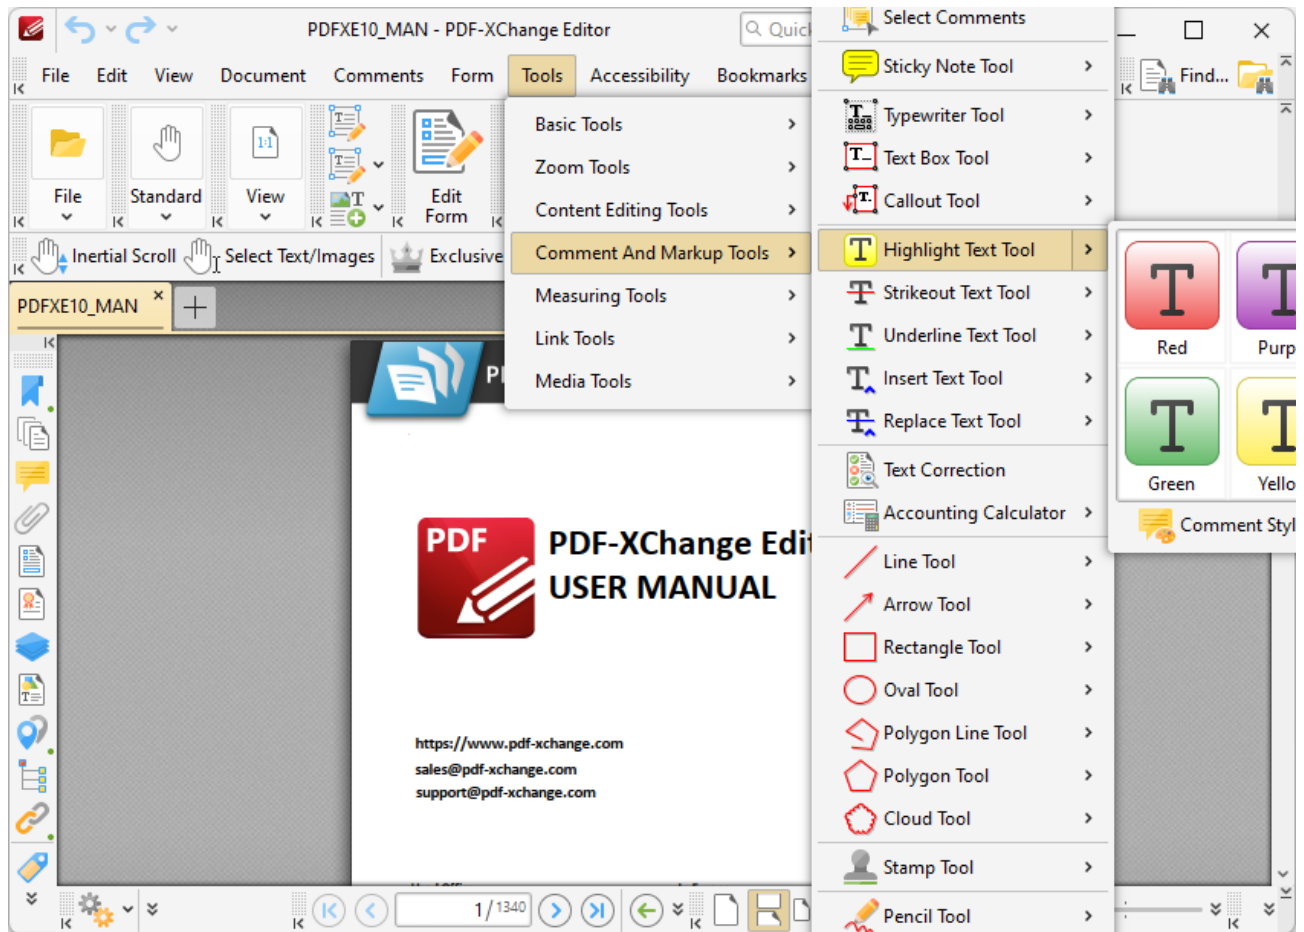 PDFXE10_MAN - PDF-XChange Editor
File Edit View Document Comments Form Tools Accessibility Bookmarks
Find...
File
Standard
1:1
View
Edit
Form
Inertial Scroll
Select Text/Images
Exclusive
PDFXE10_MAN
Basic Tools
Zoom Tools
Content Editing Tools
Comment And Markup Tools
Measuring Tools
Link Tools
Media Tools
Select Comments
Sticky Note Tool
Typewriter Tool
Text Box Tool
Callout Tool
Highlight Text Tool
Strikeout Text Tool
Underline Text Tool
Insert Text Tool
Replace Text Tool
Text Correction
Accounting Calculator
Line Tool
Arrow Tool
Rectangle Tool
Oval Tool
Polygon Line Tool
Polygon Tool
Cloud Tool
Stamp Tool
Pencil Tool
Red
Green
Comment
PDF
PDF-XChange
USER MANUAL
https://www.pdf-xchange.com
sales@pdf-xchange.com
support@pdf-xchange.com
1/1340